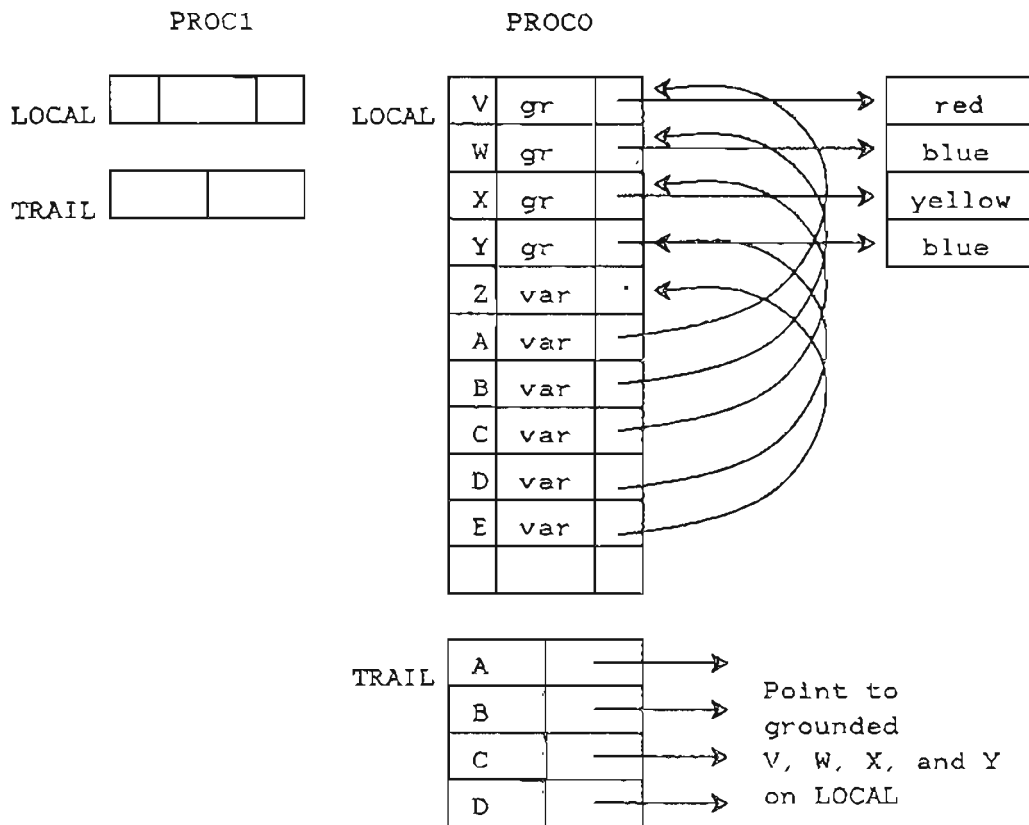 PROC1 PROC0
LOCAL
TRAIL
LOCAL
V gr red
W gr blue
X gr yellow
Y gr blue
Z var
A var
B var
C var
D var
E var
TRAIL
A
B
C
D
Point to
grounded
V, W, X, and Y
on LOCAL